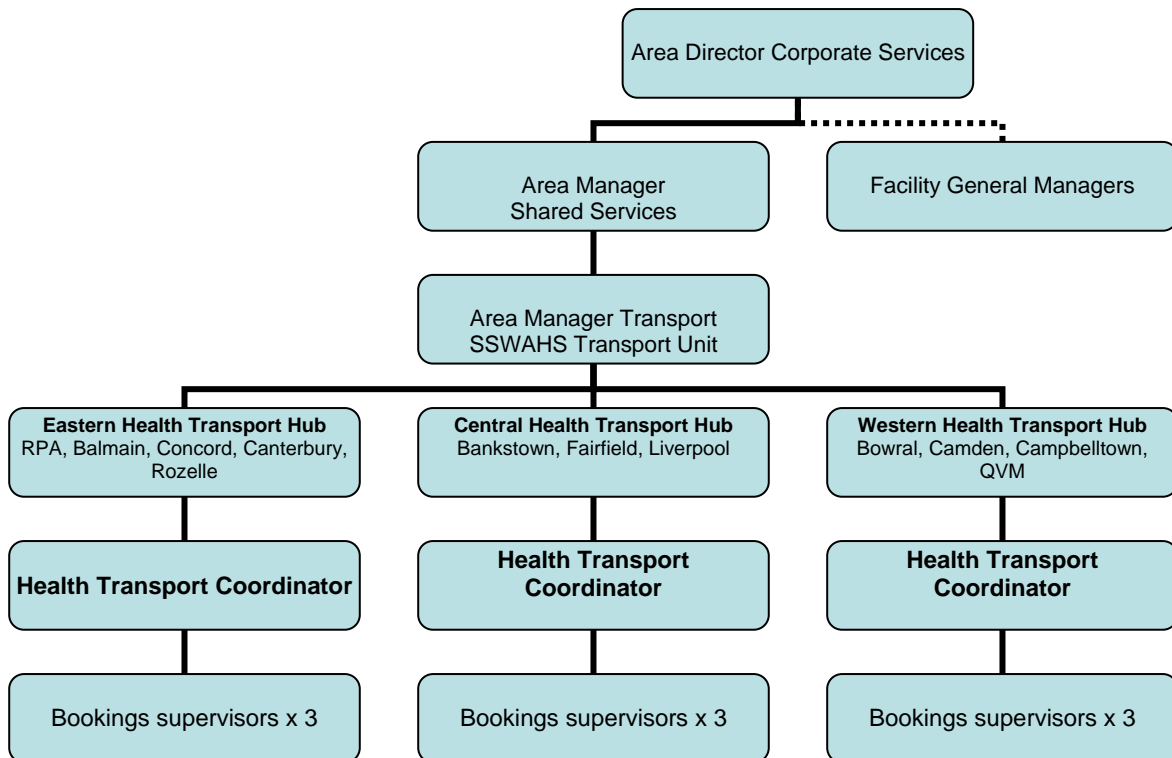 Area Director Corporate Services
Area Manager
Shared Services
Facility General Managers
Area Manager Transport
SSWAHS Transport Unit
Eastern Health Transport Hub
RPA, Balmain, Concord, Canterbury,
Rozelle
Central Health Transport Hub
Bankstown, Fairfield, Liverpool
Western Health Transport Hub
Bowral, Camden, Campbelltown,
QVM
Health Transport Coordinator
Health Transport
Coordinator
Health Transport
Coordinator
Bookings supervisors x 3
Bookings supervisors x 3
Bookings supervisors x 3